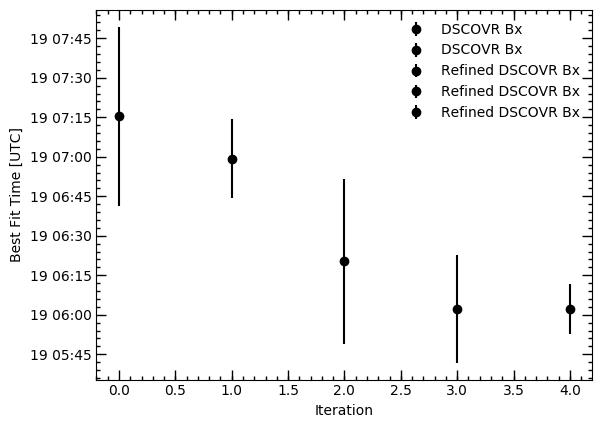 DSCOVR Bx
DSCOVR Bx
Refined DSCOVR Bx
Refined DSCOVR Bx
Refined DSCOVR Bx
Best Fit Time [UTC]
19 07:45
19 07:30
19 07:15
19 07:00
19 06:45
19 06:30
19 06:15
19 06:00
19 05:45
0.0 0.5 1.0 1.5 2.0 2.5 3.0 3.5 4.0
Iteration